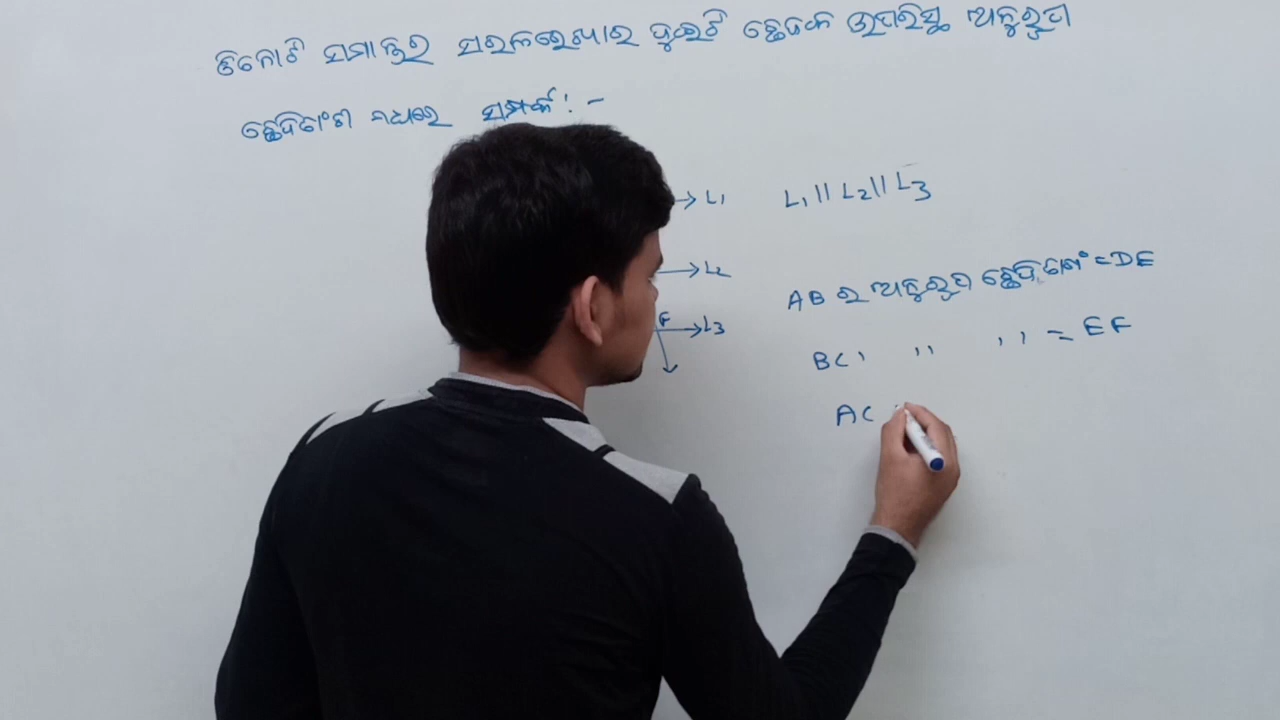 ତିନୋଟି ସମାନ୍ତର ସରଳରେଖାର ଦୁଇଟି ଛେଦକ ଉପରିସ୍ଥ ଅନୁରୂପ
ଛେଦିତାଂଶ ମଧ୍ୟରେ ସମ୍ପର୍କ :-
L1
L1 || L2 || L3
L2
AB ର ଅନୁରୂପ ଛେଦିତାଂଶ = DE
F
L3
BC ' '' '' = EF
AC